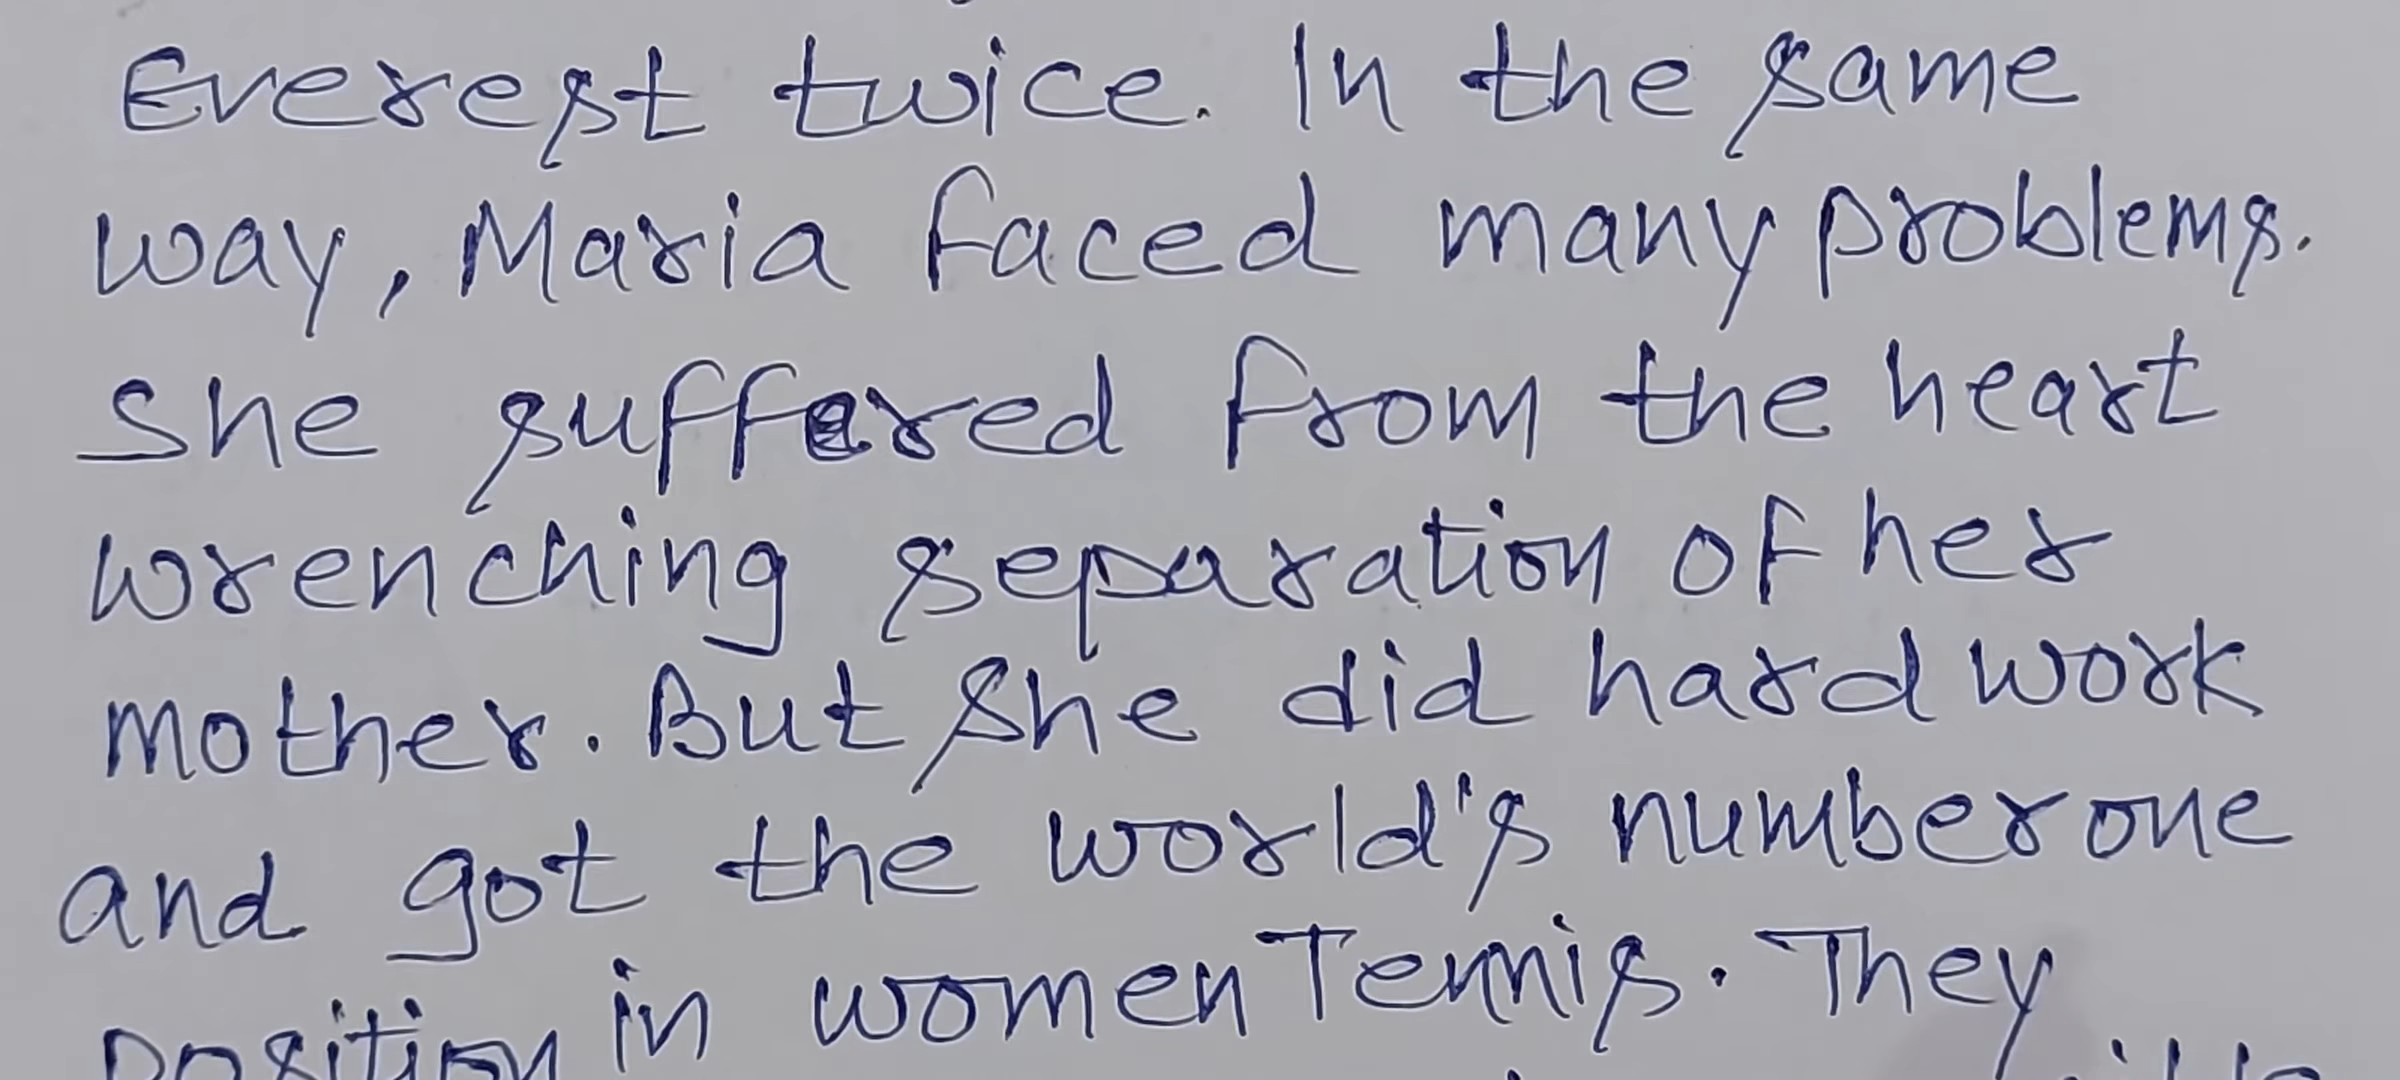 Everest twice. In the same
way, Maria faced many problems.
She suffered from the heart
wrenching separation of her
mother. But she did hard work
and got the world's number one
position in women Tennis. They